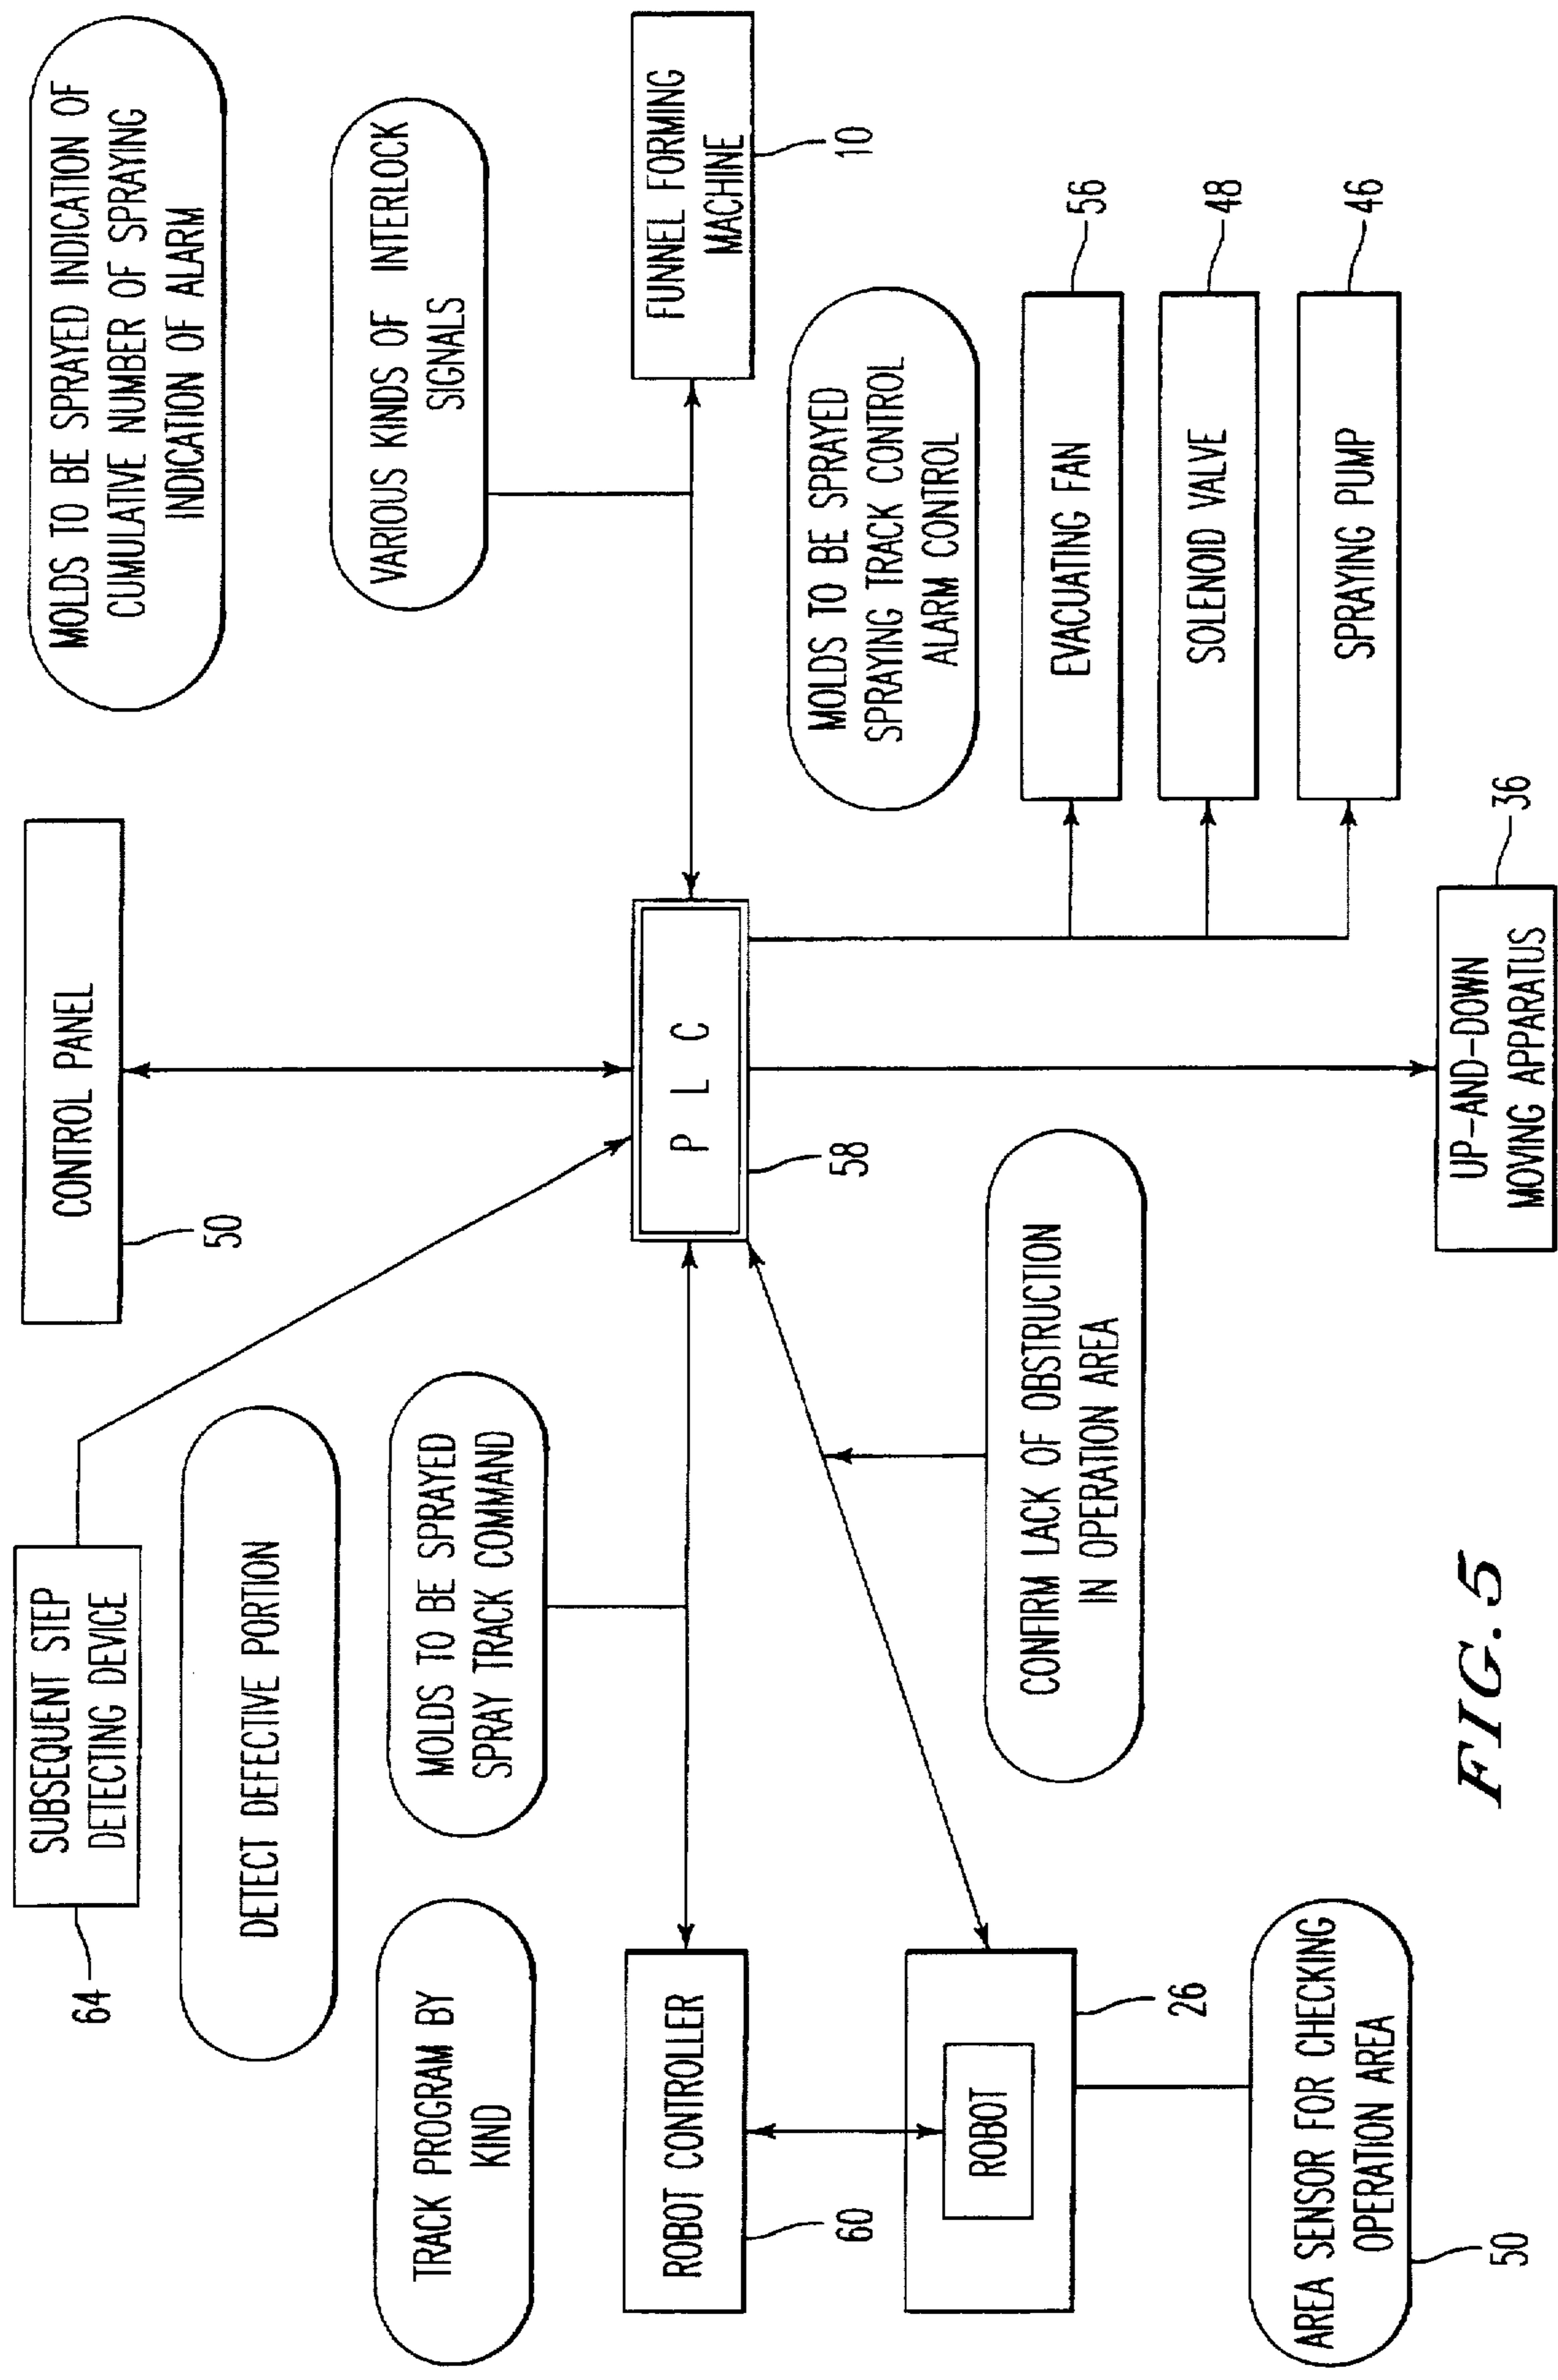 SUBSEQUENT STEP
DETECTING DEVICE
64
DETECT DEFECTIVE PORTION
CONTROL PANEL
50
MOLDS TO BE SPRAYED INDICATION OF
CUMULATIVE NUMBER OF SPRAYING
INDICATION OF ALARM
TRACK PROGRAM BY
KIND
MOLDS TO BE SPRAYED
SPRAY TRACK COMMAND
VARIOUS KINDS OF INTERLOCK
SIGNALS
ROBOT CONTROLLER
60
P L C
58
FUNNEL FORMING
MACHINE
10
ROBOT
26
CONFIRM LACK OF OBSTRUCTION
IN OPERATION AREA
MOLDS TO BE SPRAYED
SPRAYING TRACK CONTROL
ALARM CONTROL
EVACUATING FAN
56
SOLENOID VALVE
48
SPRAYING PUMP
46
AREA SENSOR FOR CHECKING
OPERATION AREA
50
UP-AND-DOWN
MOVING APPARATUS
36
FIG. 5